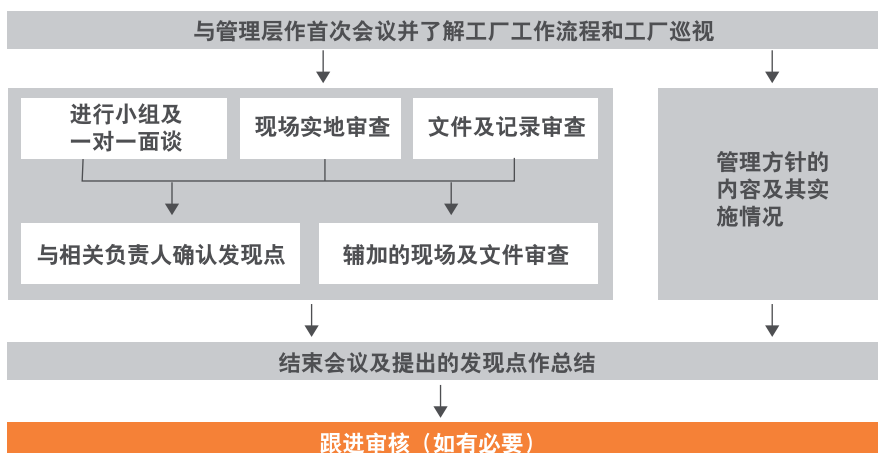 与管理层作首次会议并了解工厂工作流程和工厂巡视
进行小组及
一对一面谈
现场实地审查
文件及记录审查
管理方针的
内容及其实
施情况
与相关负责人确认发现点
辅加的现场及文件审查
结束会议及提出的发现点作总结
跟进审核（如有必要）